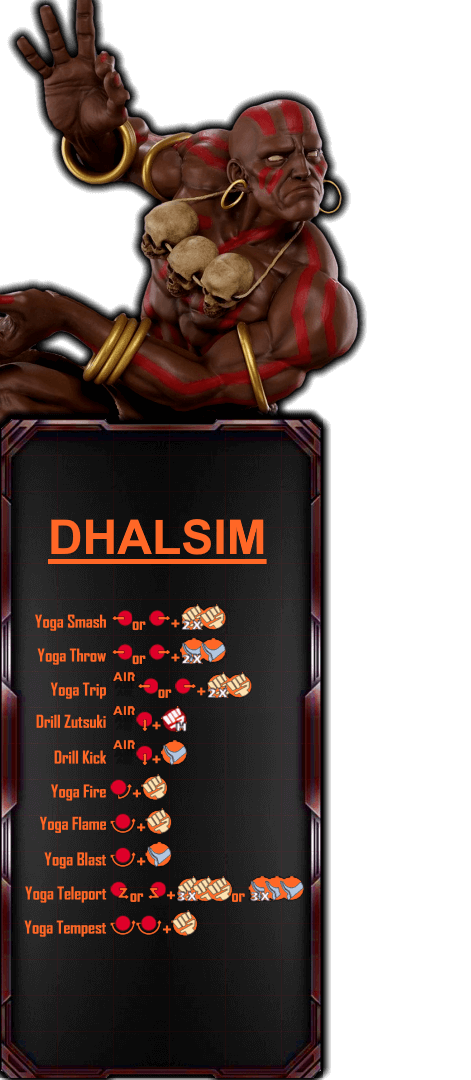 DHALSIM
Yoga Smash or + 2X
Yoga Throw or + 2X
Yoga Trip AIR or + 2X
Drill Zutsuki AIR + H
Drill Kick AIR +
Yoga Fire +
Yoga Flame +
Yoga Blast +
Yoga Teleport or + 3X or 3X
Yoga Tempest +